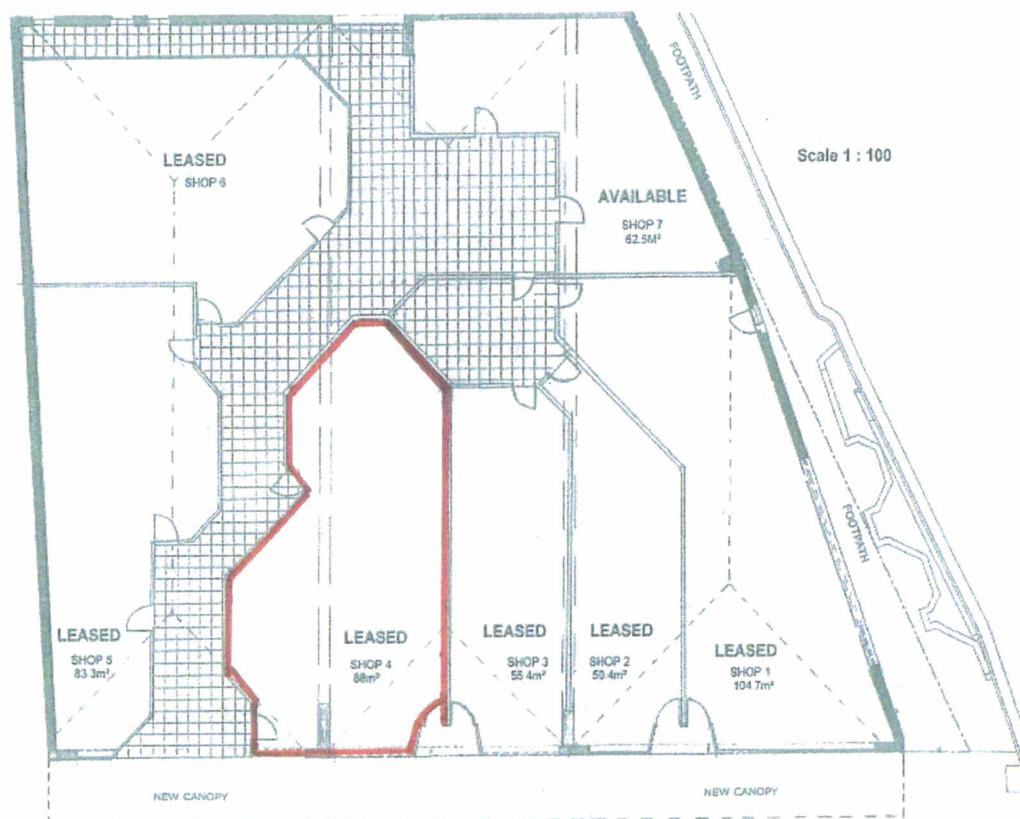 FOOTPATH
Scale 1 : 100
LEASED
SHOP 6
AVAILABLE
SHOP 7
62.5M²
FOOTPATH
LEASED
SHOP 5
83.3m²
LEASED
SHOP 4
88m²
LEASED
SHOP 3
55.4m²
LEASED
SHOP 2
50.4m²
LEASED
SHOP 1
104.7m²
NEW CANOPY
NEW CANOPY